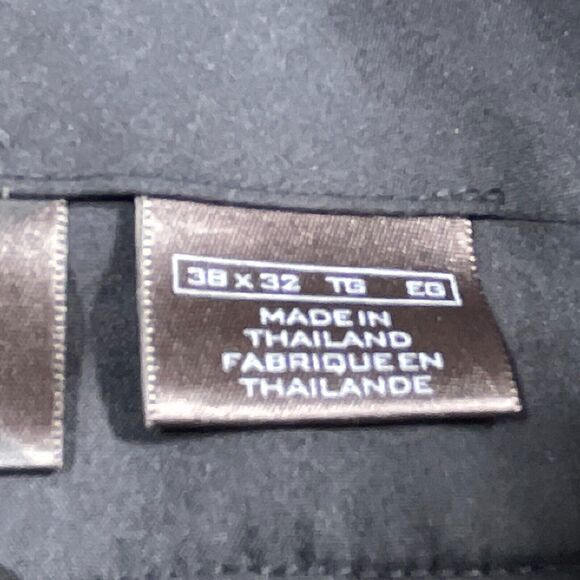 38 X 32 TG EG
MADE IN
THAILAND
FABRIQUE EN
THAILANDE